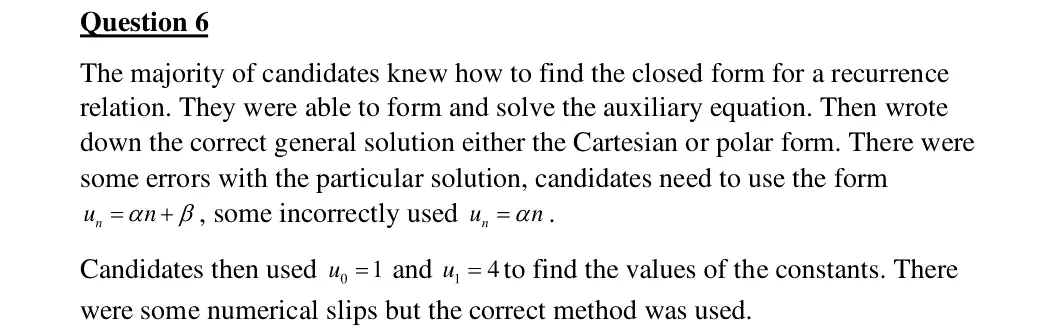 Question 6
The majority of candidates knew how to find the closed form for a recurrence
relation. They were able to form and solve the auxiliary equation. Then wrote
down the correct general solution either the Cartesian or polar form. There were
some errors with the particular solution, candidates need to use the form
uₙ = αn + β, some incorrectly used uₙ = αn.
Candidates then used u₀ = 1 and u₁ = 4 to find the values of the constants. There
were some numerical slips but the correct method was used.